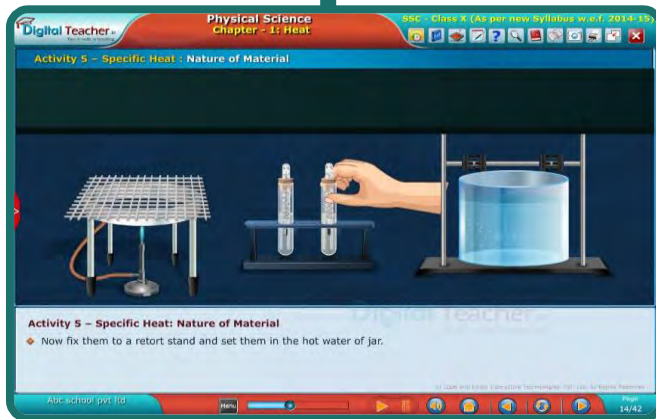 Digital Teacher
Physical Science
Chapter - 1: Heat
SSC - Class X (As per new Syllabus w.e.f. 2014-15)
Activity 5 – Specific Heat : Nature of Material
Digital Teacher
Activity 5 – Specific Heat: Nature of Material
Now fix them to a retort stand and set them in the hot water of jar.
Abc school pvt ltd
Menu
Page
14/42